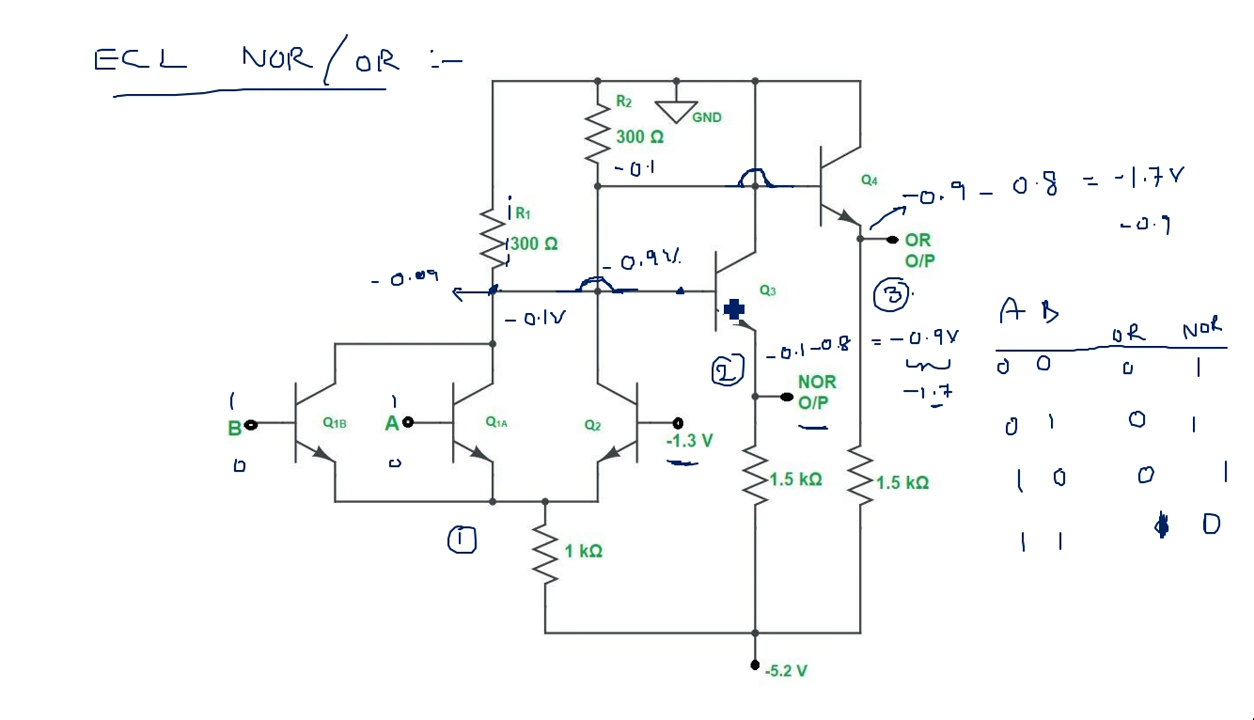 ECL NOR/OR :-
R2
GND
300 Ω
-0.1
Q4
-0.9 - 0.8 = -1.7V
-0.9
i R1
300 Ω
OR
O/P
-0.9V
-0.09
Q3
3
-0.1V
A B OR NOR
-0.1-0.8 = -0.9V
-1.7
0 0 0 1
2
NOR
O/P
1
B
0
Q1B
1
A
0
Q1A
Q2
-1.3 V
0 1 0 1
1 0 0 1
1.5 kΩ
1.5 kΩ
1 1 0
1
1 kΩ
-5.2 V